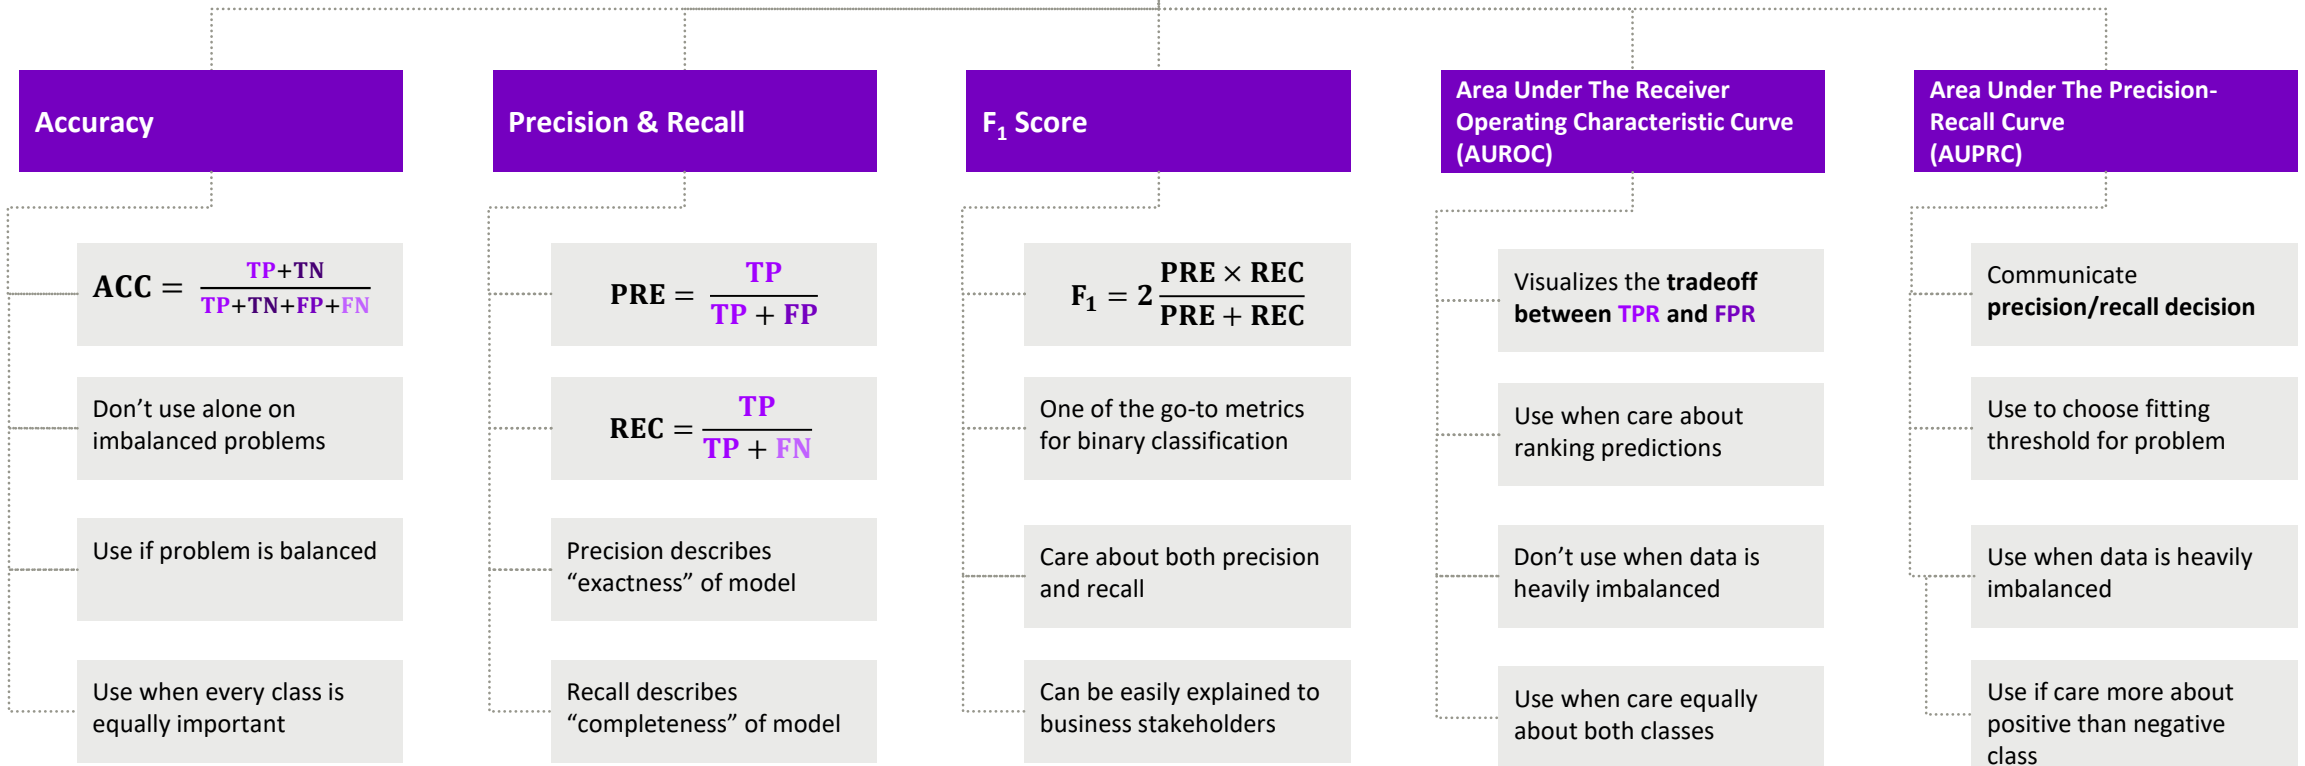 Accuracy
ACC = TP+TN / TP+TN+FP+FN
Don’t use alone on
imbalanced problems
Use if problem is balanced
Use when every class is
equally important
Precision & Recall
PRE = TP / TP + FP
REC = TP / TP + FN
Precision describes
“exactness” of model
Recall describes
“completeness” of model
F₁ Score
F₁ = 2 PRE × REC / PRE + REC
One of the go-to metrics
for binary classification
Care about both precision
and recall
Can be easily explained to
business stakeholders
Area Under The Receiver
Operating Characteristic Curve
(AUROC)
Visualizes the tradeoff
between TPR and FPR
Use when care about
ranking predictions
Don’t use when data is
heavily imbalanced
Use when care equally
about both classes
Area Under The Precision-
Recall Curve
(AUPRC)
Communicate
precision/recall decision
Use to choose fitting
threshold for problem
Use when data is heavily
imbalanced
Use if care more about
positive than negative
class